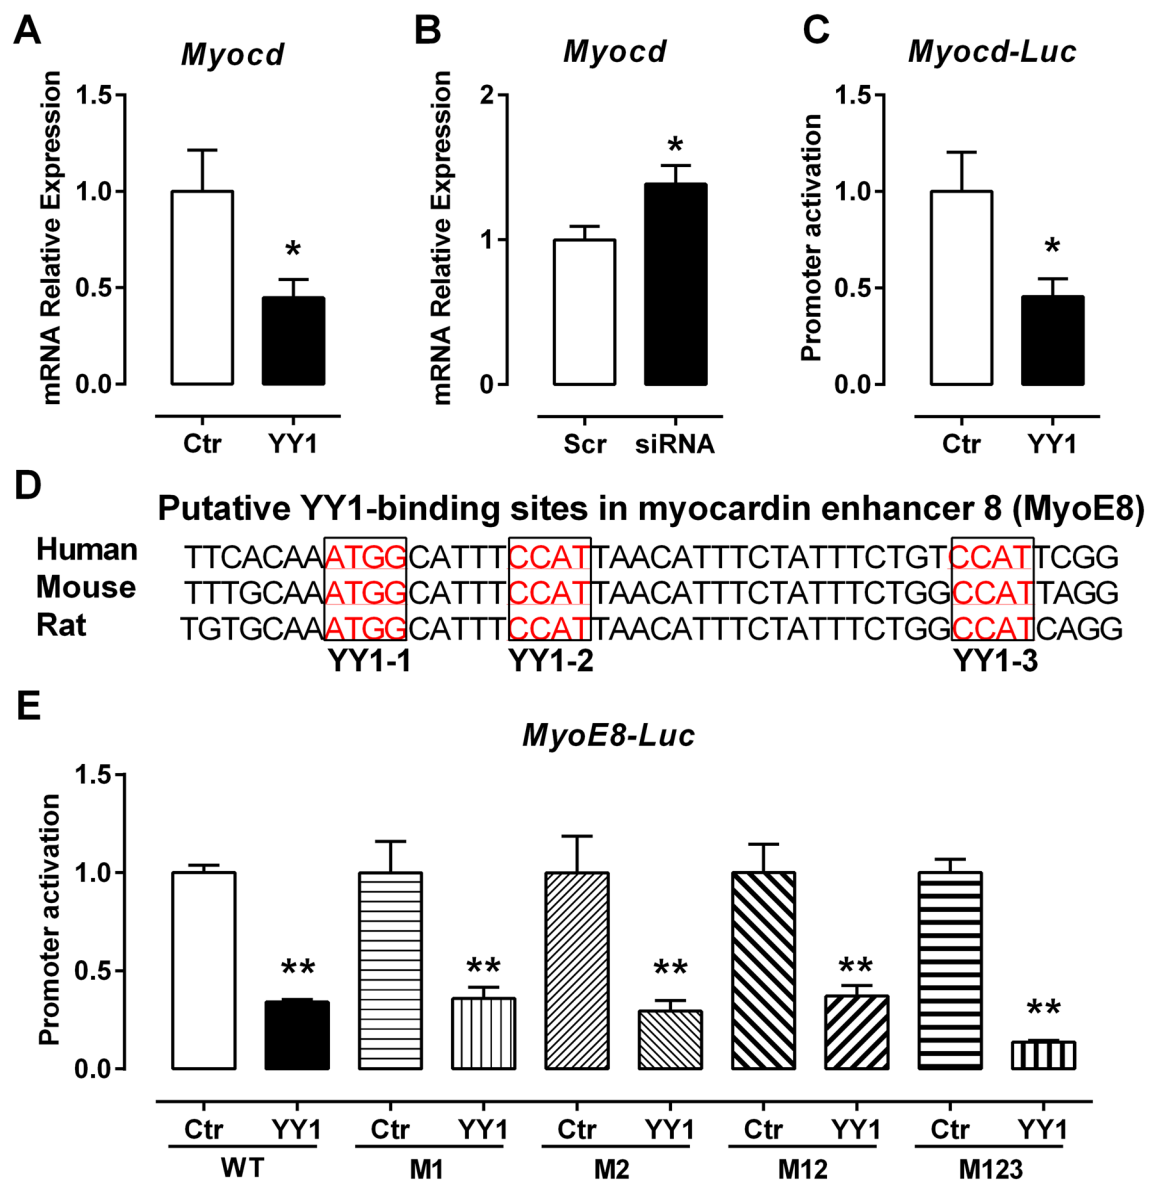 A
Myocd
mRNA Relative Expression
1.5
1.0
0.5
0.0
*
Ctr YY1
B
Myocd
mRNA Relative Expression
2
1
0
*
Scr siRNA
C
Myocd-Luc
Promoter activation
1.5
1.0
0.5
0.0
*
Ctr YY1
D
Putative YY1-binding sites in myocardin enhancer 8 (MyoE8)
Human TTCACAAATGGCATTTCCATTAACATTTCTATTTCTGTCCATTCGG
Mouse TTTGCAAATGGCATTTCCATTAACATTTCTATTTCTGGCCATTAGG
Rat TGTGCAAATGGCATTTCCATTAACATTTCTATTTCTGGCCATCAGG
YY1-1 YY1-2 YY1-3
E
MyoE8-Luc
Promoter activation
1.5
1.0
0.5
0.0
** ** ** ** **
Ctr YY1 Ctr YY1 Ctr YY1 Ctr YY1 Ctr YY1
WT M1 M2 M12 M123